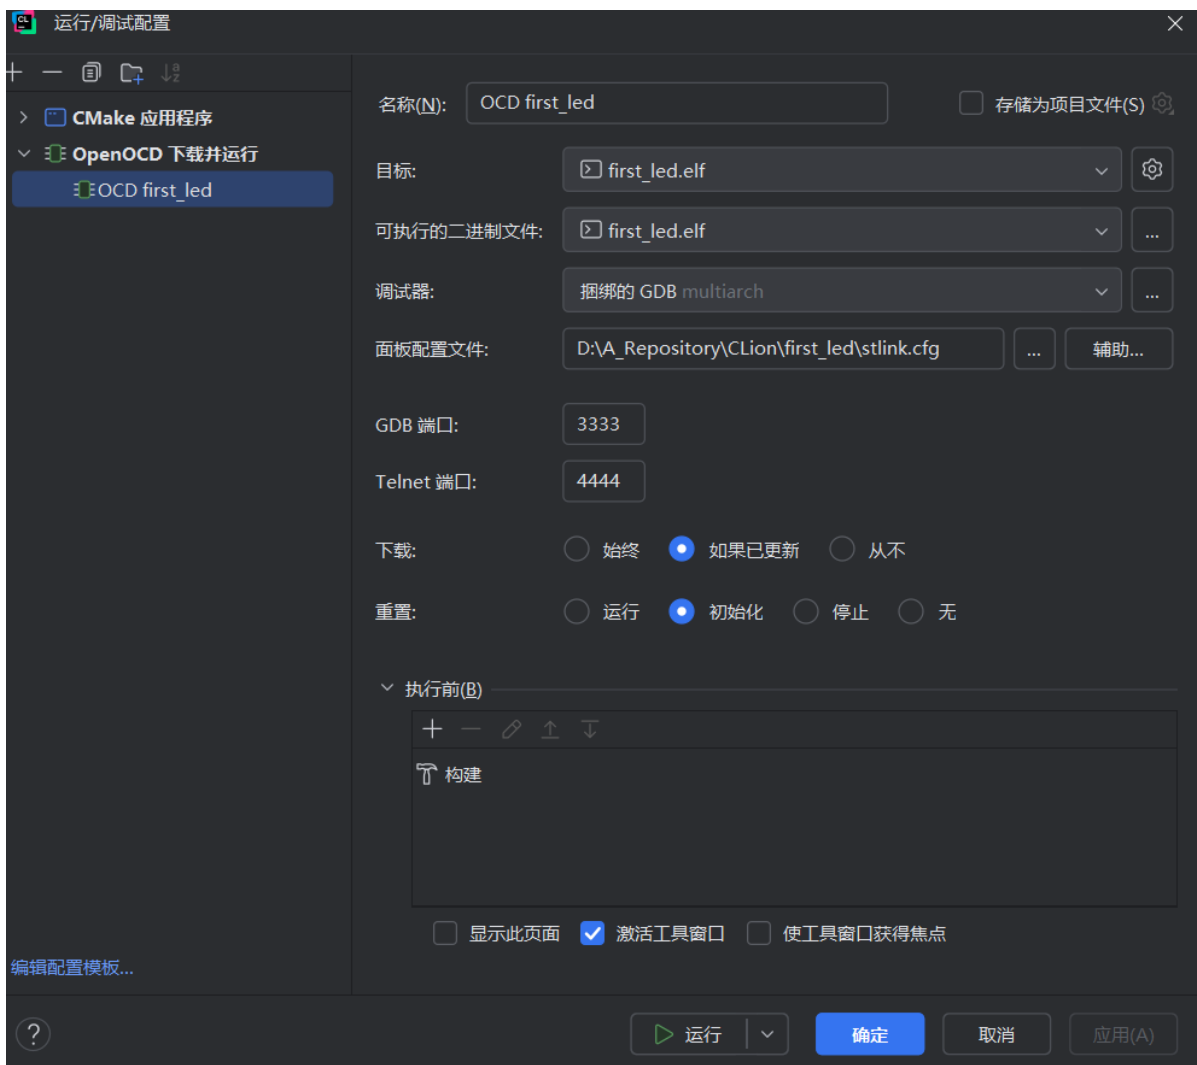 运行/调试配置
CMake 应用程序
OpenOCD 下载并运行
OCD first_led
编辑配置模板...
名称(N): OCD first_led 存储为项目文件(S)
目标: first_led.elf
可执行的二进制文件: first_led.elf ...
调试器: 捆绑的 GDB multiarch ...
面板配置文件: D:\A_Repository\CLion\first_led\stlink.cfg ... 辅助...
GDB 端口: 3333
Telnet 端口: 4444
下载: 始终 如果已更新 从不
重置: 运行 初始化 停止 无
执行前(B)
构建
显示此页面 激活工具窗口 使工具窗口获得焦点
? 运行 确定 取消 应用(A)